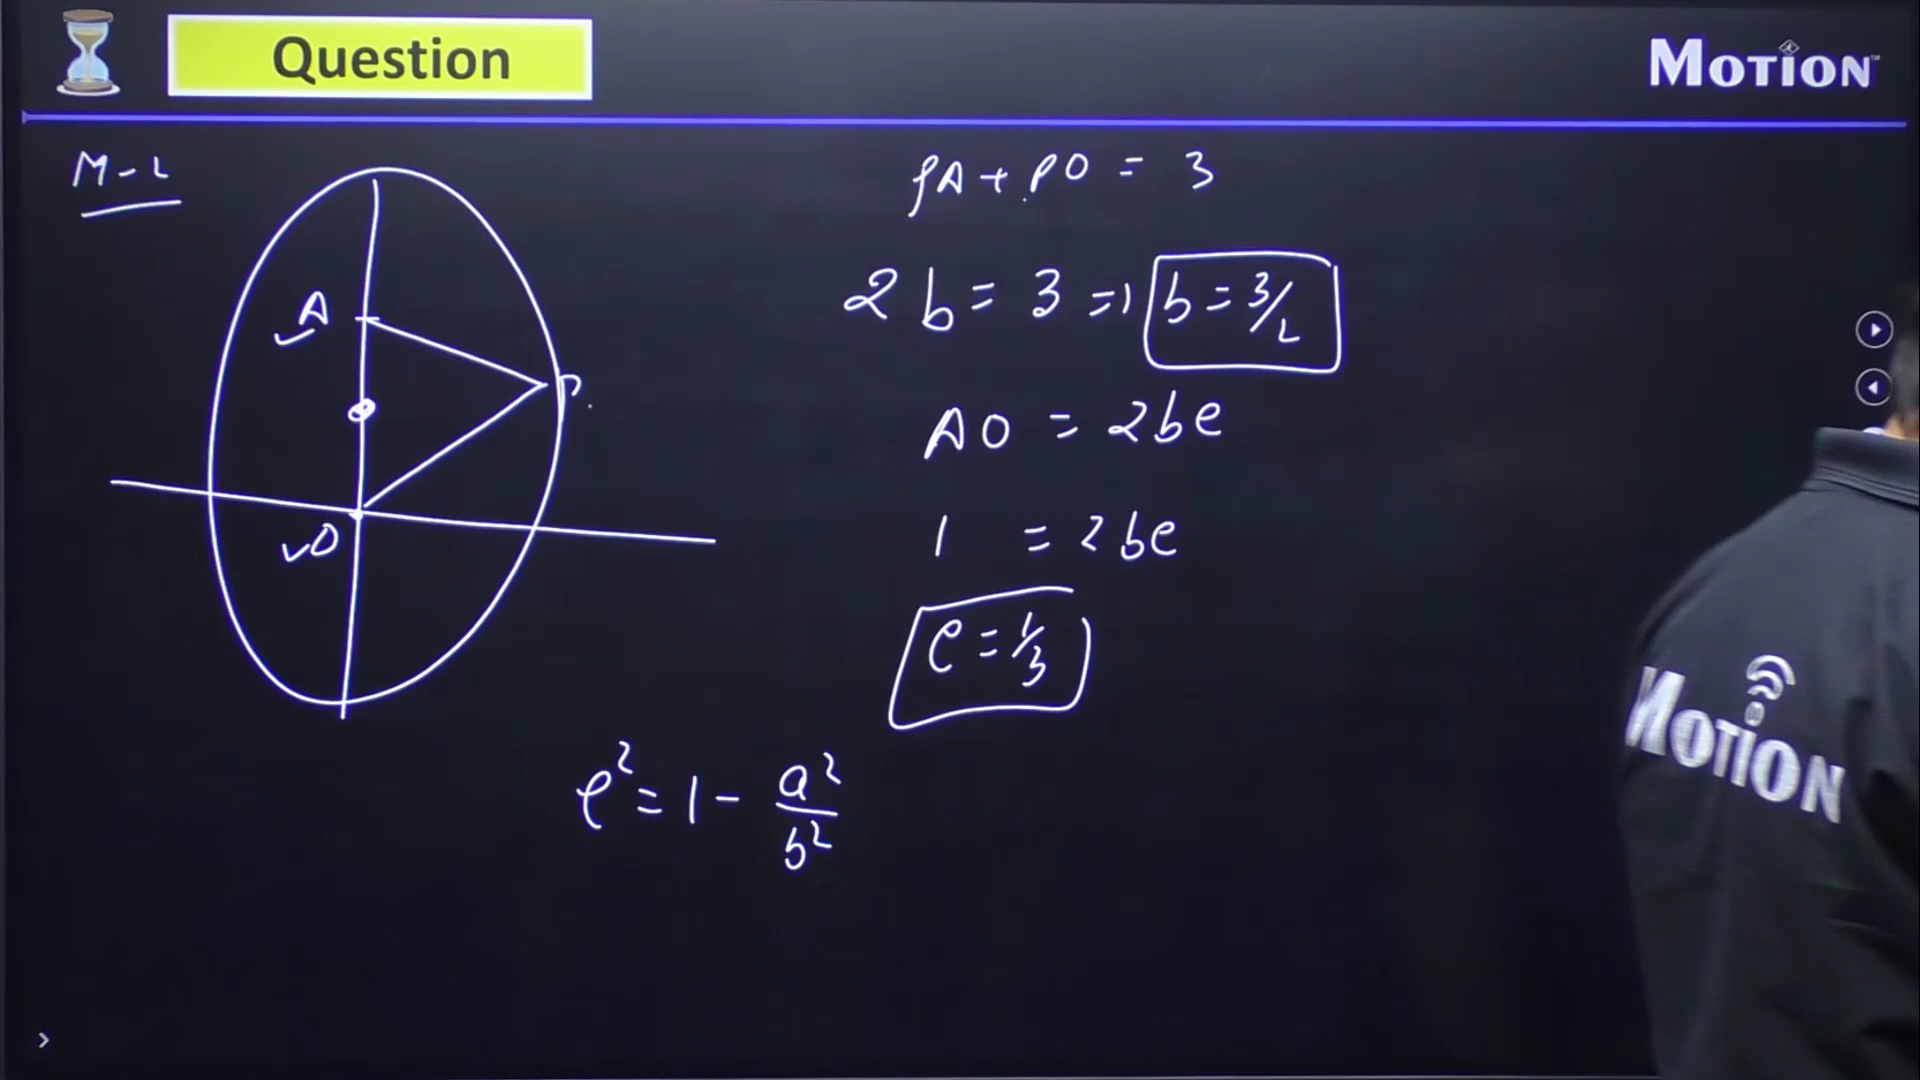 Question
MOTION
M-2
A
P
O
PA + PO = 3
2b = 3 ⇒ b = 3/2
AO = 2be
1 = 2be
e = 1/3
e² = 1 - a²/b²
MOTION